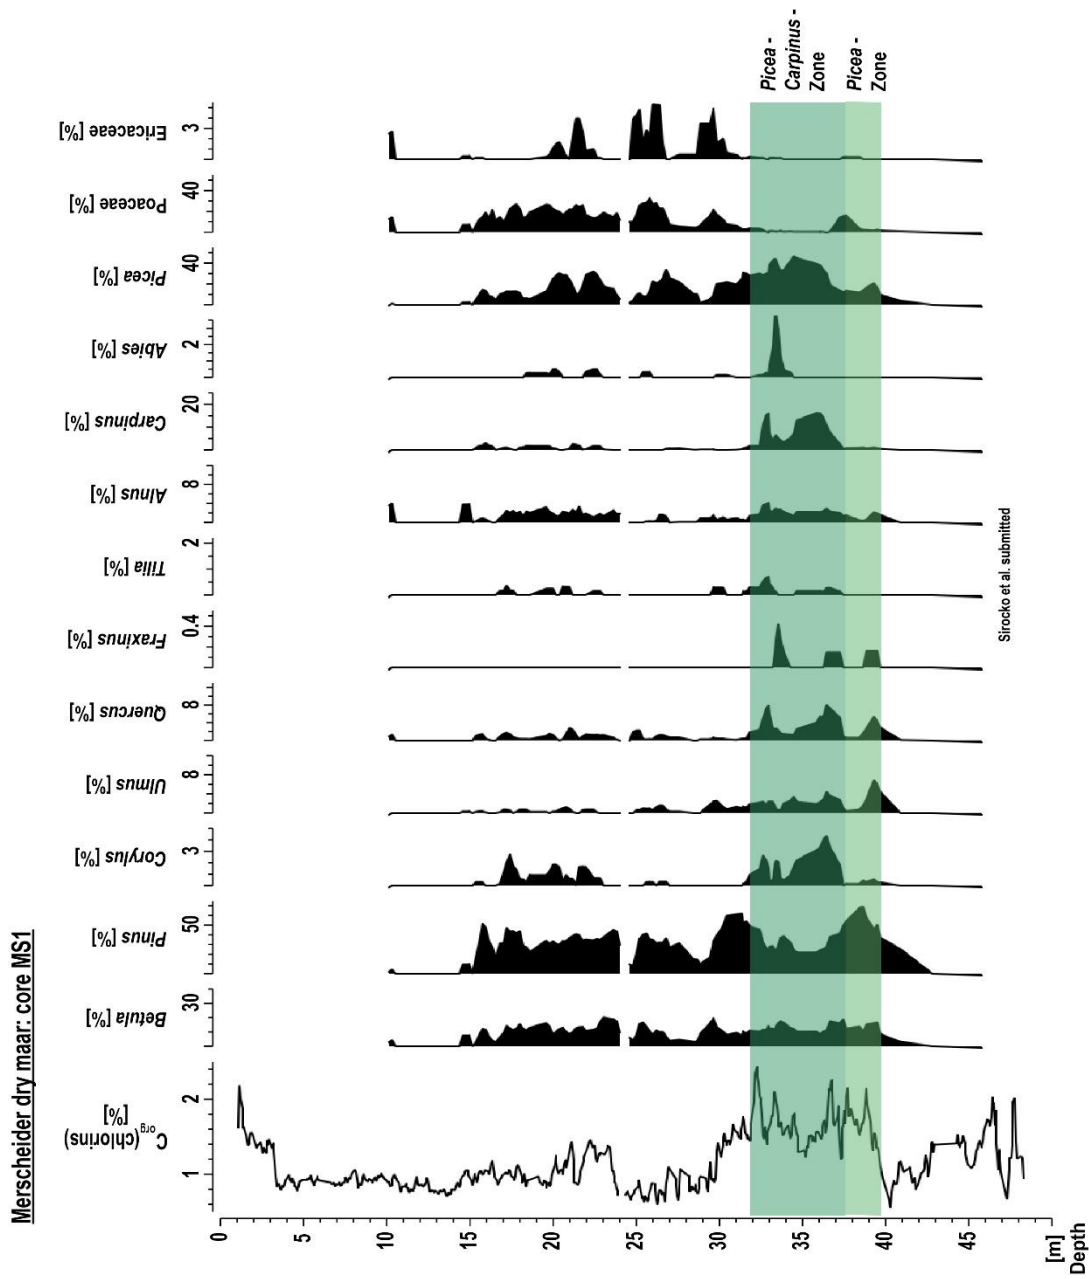 Merscheider dry maar: core MS1
Ericaceae [%]
3
Poaceae [%]
40
Picea [%]
40
Abies [%]
2
Carpinus [%]
20
Alnus [%]
8
Tilia [%]
2
Fraxinus [%]
0.4
Quercus [%]
8
Ulmus [%]
8
Corylus [%]
3
Pinus [%]
50
Betula [%]
30
Corg(chlorins)
[%]
1
2
0
5
10
15
20
25
30
35
40
45
[m]
Depth
Picea -
Carpinus -
Zone
Picea -
Zone
Sirocko et al. submitted